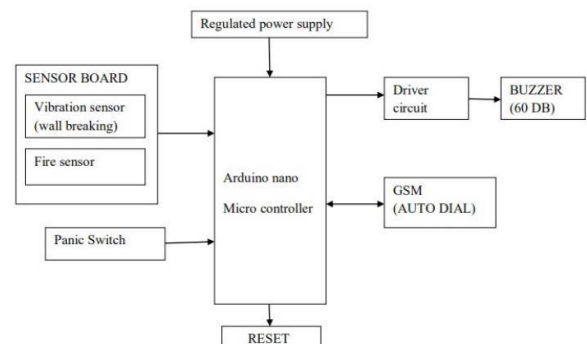 Regulated power supply
SENSOR BOARD
Vibration sensor
(wall breaking)
Fire sensor
Panic Switch
Arduino nano
Micro controller
Driver
circuit
BUZZER
(60 DB)
GSM
(AUTO DIAL)
RESET